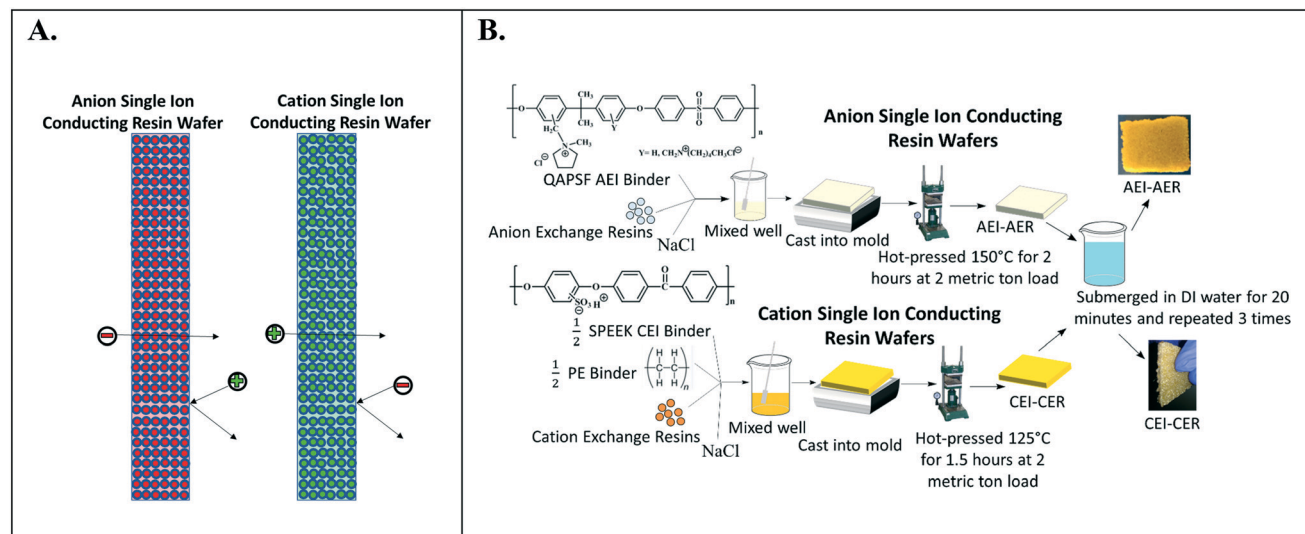 A.
Anion Single Ion
Conducting Resin Wafer
Cation Single Ion
Conducting Resin Wafer
B.
O
CH₃
CH₃
O
S
O
O
n
H₂C
CH₃
N
⊕
Cl⊖
Y
Y= H, CH₂N⊕(CH₂)₄CH₃Cl⊖
QAPSF AEI Binder
Anion Exchange Resins
NaCl
Mixed well
Anion Single Ion Conducting
Resin Wafers
Cast into mold
Hot-pressed 150°C for 2
hours at 2 metric ton load
AEI-AER
AEI-AER
Submerged in DI water for 20
minutes and repeated 3 times
O
O
O
C
n
SO₃H⊕
⊖
1/2 SPEEK CEI Binder
1/2 PE Binder
H H
C C
H H
n
Cation Exchange Resins
NaCl
Mixed well
Cation Single Ion Conducting
Resin Wafers
Cast into mold
Hot-pressed 125°C
for 1.5 hours at 2
metric ton load
CEI-CER
CEI-CER